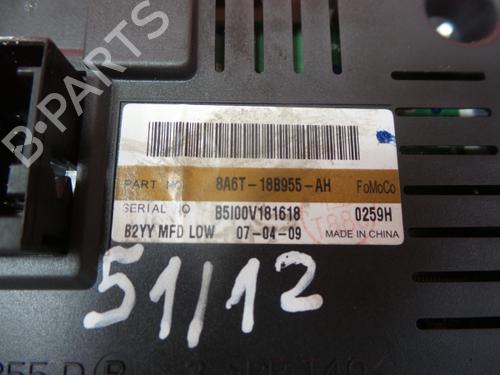 B-PARTS
PART NO 8A6T-18B955-AH FoMoCo
SERIAL B5I00V181618 0259H
B2YY MFD LOW 07-04-09 MADE IN CHINA
51/12